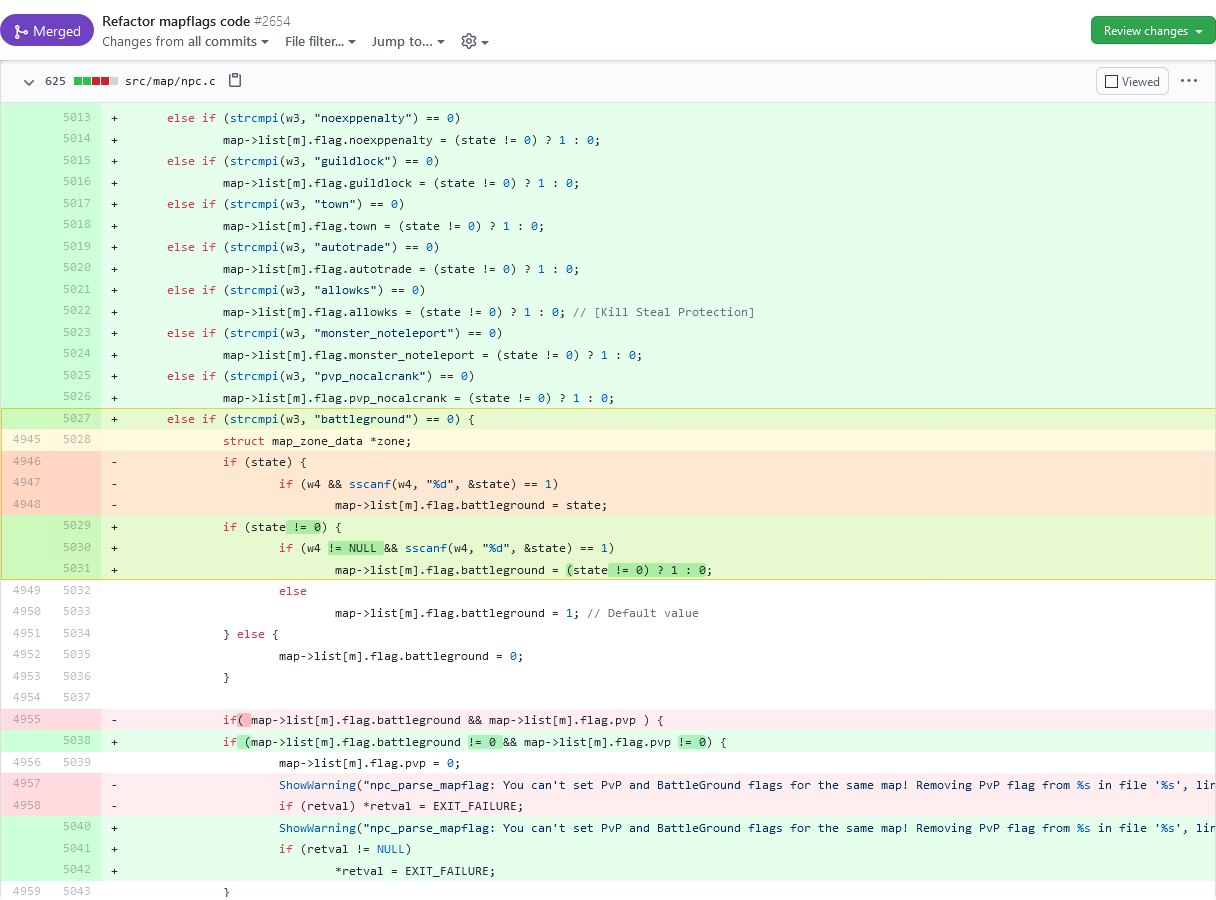 Merged
Refactor mapflags code #2654
Changes from all commits File filter... Jump to...
Review changes
625 src/map/npc.c Viewed
5013 + else if (strcmpi(w3, "noexppenalty") == 0)
5014 + map->list[m].flag.noexppenalty = (state != 0) ? 1 : 0;
5015 + else if (strcmpi(w3, "guildlock") == 0)
5016 + map->list[m].flag.guildlock = (state != 0) ? 1 : 0;
5017 + else if (strcmpi(w3, "town") == 0)
5018 + map->list[m].flag.town = (state != 0) ? 1 : 0;
5019 + else if (strcmpi(w3, "autotrade") == 0)
5020 + map->list[m].flag.autotrade = (state != 0) ? 1 : 0;
5021 + else if (strcmpi(w3, "allowks") == 0)
5022 + map->list[m].flag.allowks = (state != 0) ? 1 : 0; // [Kill Steal Protection]
5023 + else if (strcmpi(w3, "monster_noteleport") == 0)
5024 + map->list[m].flag.monster_noteleport = (state != 0) ? 1 : 0;
5025 + else if (strcmpi(w3, "pvp_nocalcrank") == 0)
5026 + map->list[m].flag.pvp_nocalcrank = (state != 0) ? 1 : 0;
5027 + else if (strcmpi(w3, "battleground") == 0) {
4945 5028 struct map_zone_data *zone;
4946 - if (state) {
4947 - if (w4 && sscanf(w4, "%d", &state) == 1)
4948 - map->list[m].flag.battleground = state;
5029 + if (state != 0) {
5030 + if (w4 != NULL && sscanf(w4, "%d", &state) == 1)
5031 + map->list[m].flag.battleground = (state != 0) ? 1 : 0;
4949 5032 else
4950 5033 map->list[m].flag.battleground = 1; // Default value
4951 5034 } else {
4952 5035 map->list[m].flag.battleground = 0;
4953 5036 }
4954 5037
4955 - if( map->list[m].flag.battleground && map->list[m].flag.pvp ) {
5038 + if (map->list[m].flag.battleground != 0 && map->list[m].flag.pvp != 0) {
4956 5039 map->list[m].flag.pvp = 0;
4957 - ShowWarning("npc_parse_mapflag: You can't set PvP and BattleGround flags for the same map! Removing PvP flag from %s in file '%s', lin
4958 - if (retval) *retval = EXIT_FAILURE;
5040 + ShowWarning("npc_parse_mapflag: You can't set PvP and BattleGround flags for the same map! Removing PvP flag from %s in file '%s', lin
5041 + if (retval != NULL)
5042 + *retval = EXIT_FAILURE;
4959 5043 }